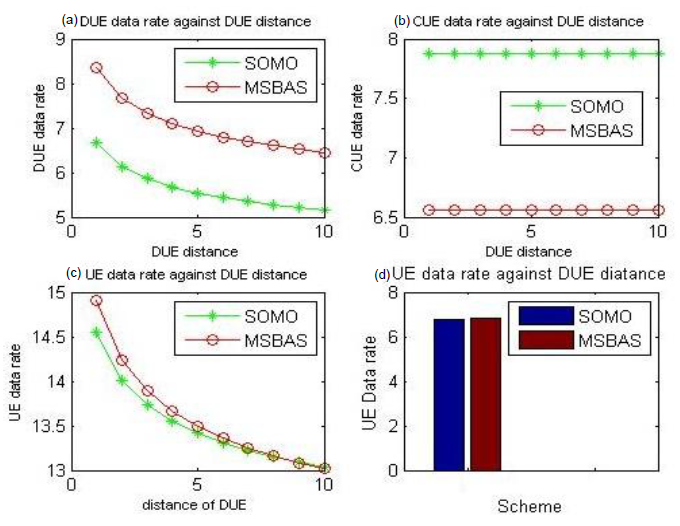 (a) DUE data rate against DUE distance
9
8
7
6
5
0
5
10
DUE data rate
DUE distance
SOMO
MSBAS
(b) CUE data rate against DUE distance
8
7.5
7
6.5
0
5
10
CUE data rate
DUE distance
SOMO
MSBAS
(c) UE data rate against DUE distance
15
14.5
14
13.5
13
0
5
10
UE data rate
distance of DUE
SOMO
MSBAS
(d) UE data rate against DUE diatance
8
6
4
2
0
UE Data rate
Scheme
SOMO
MSBAS